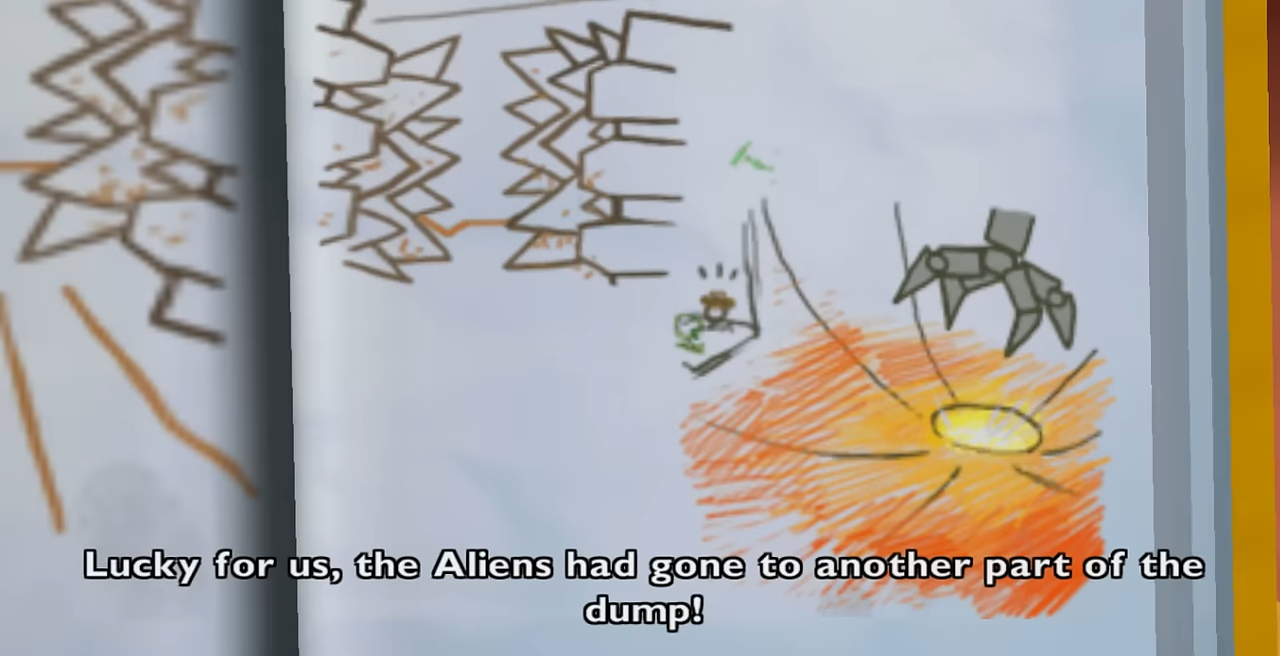 Lucky for us, the Aliens had gone to another part of the
dump!